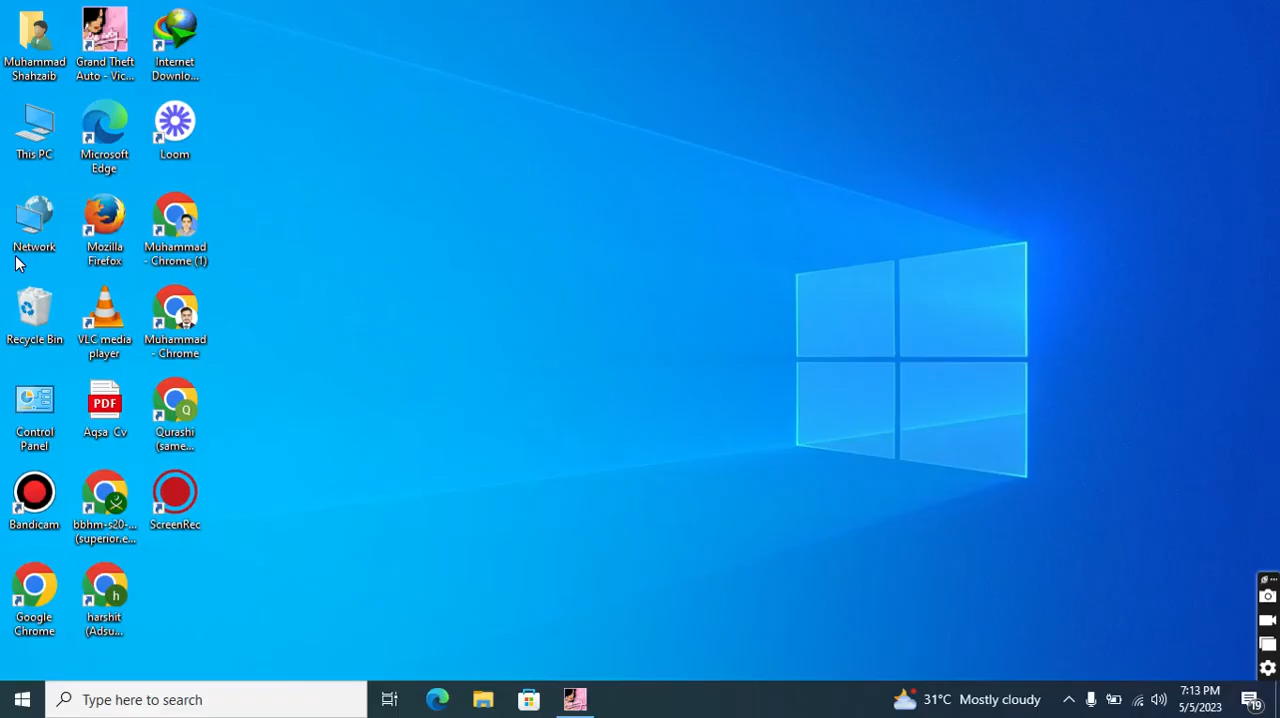 Muhammad
Shahzaib
Grand Theft
Auto - Vic...
Internet
Downlo...
This PC
Microsoft
Edge
Loom
Network
Mozilla
Firefox
Muhammad
- Chrome (1)
Recycle Bin
VLC media
player
Muhammad
- Chrome
Control
Panel
PDF
Aqsa Cv
Q
Qurashi
(same...
Bandicam
bbhm-s20-...
(superior.e...
ScreenRec
Google
Chrome
h
harshit
(Adsu...
Type here to search
31°C Mostly cloudy
7:13 PM
5/5/2023
19